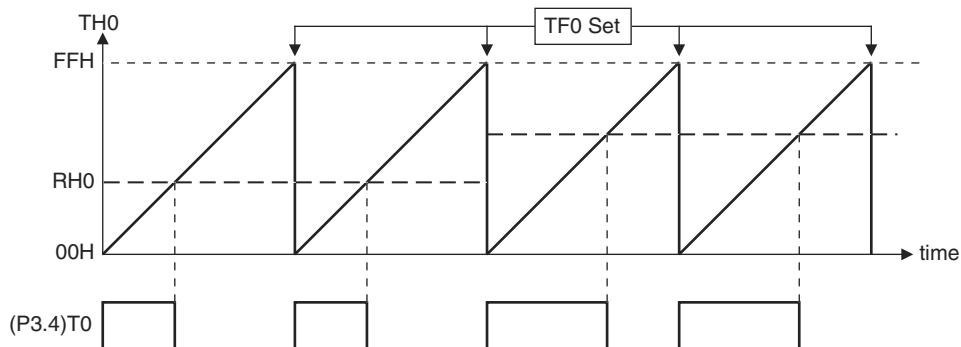 TH0
TF0 Set
FFH
RH0
00H
time
(P3.4)T0